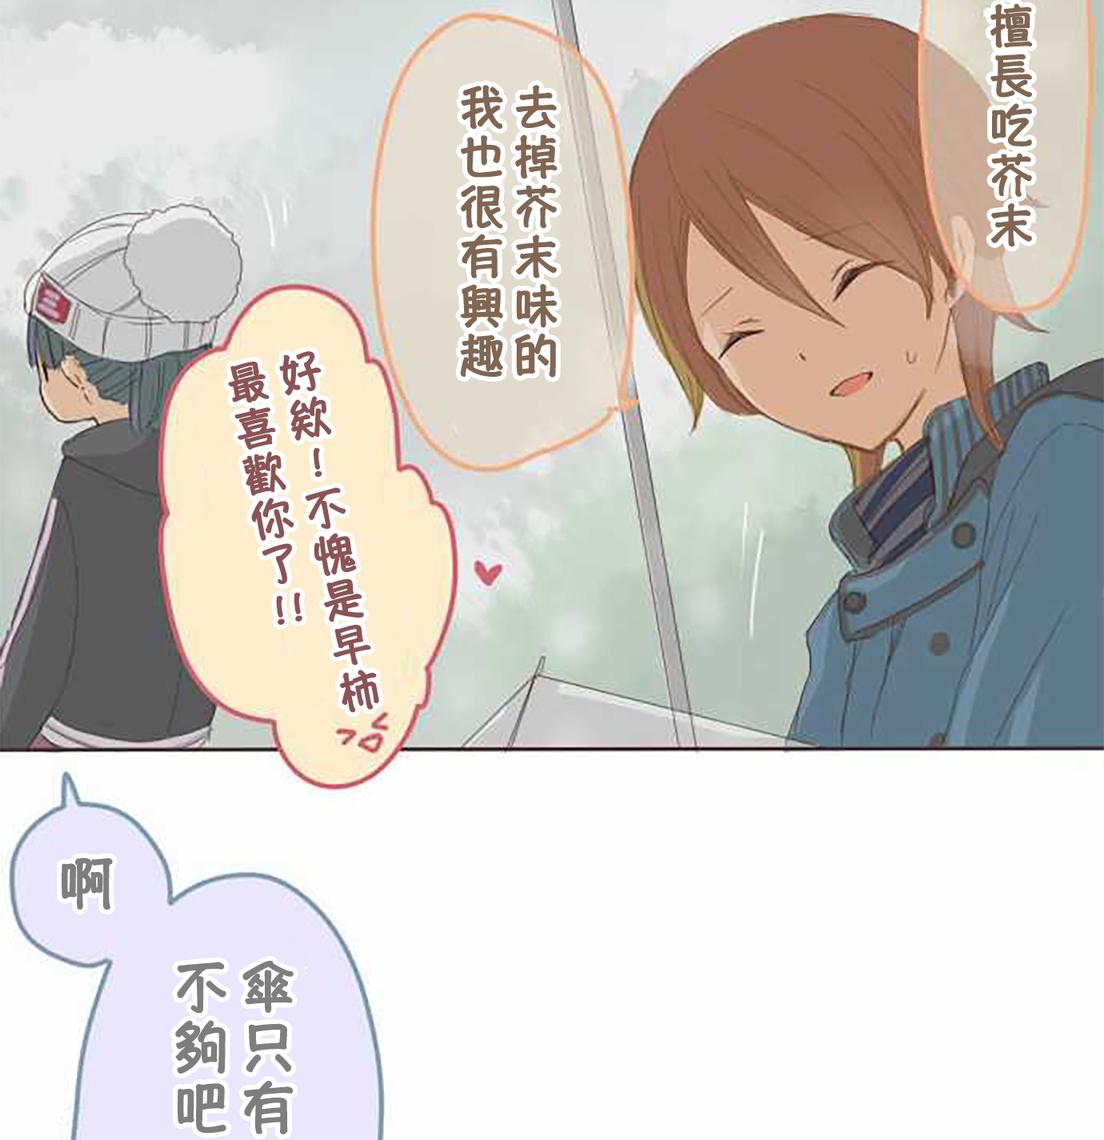 擅長吃芥末
去掉芥末味的
我也很有興趣
好欸！不愧是早柿
最喜歡你了!!
啊
傘只有
不夠吧